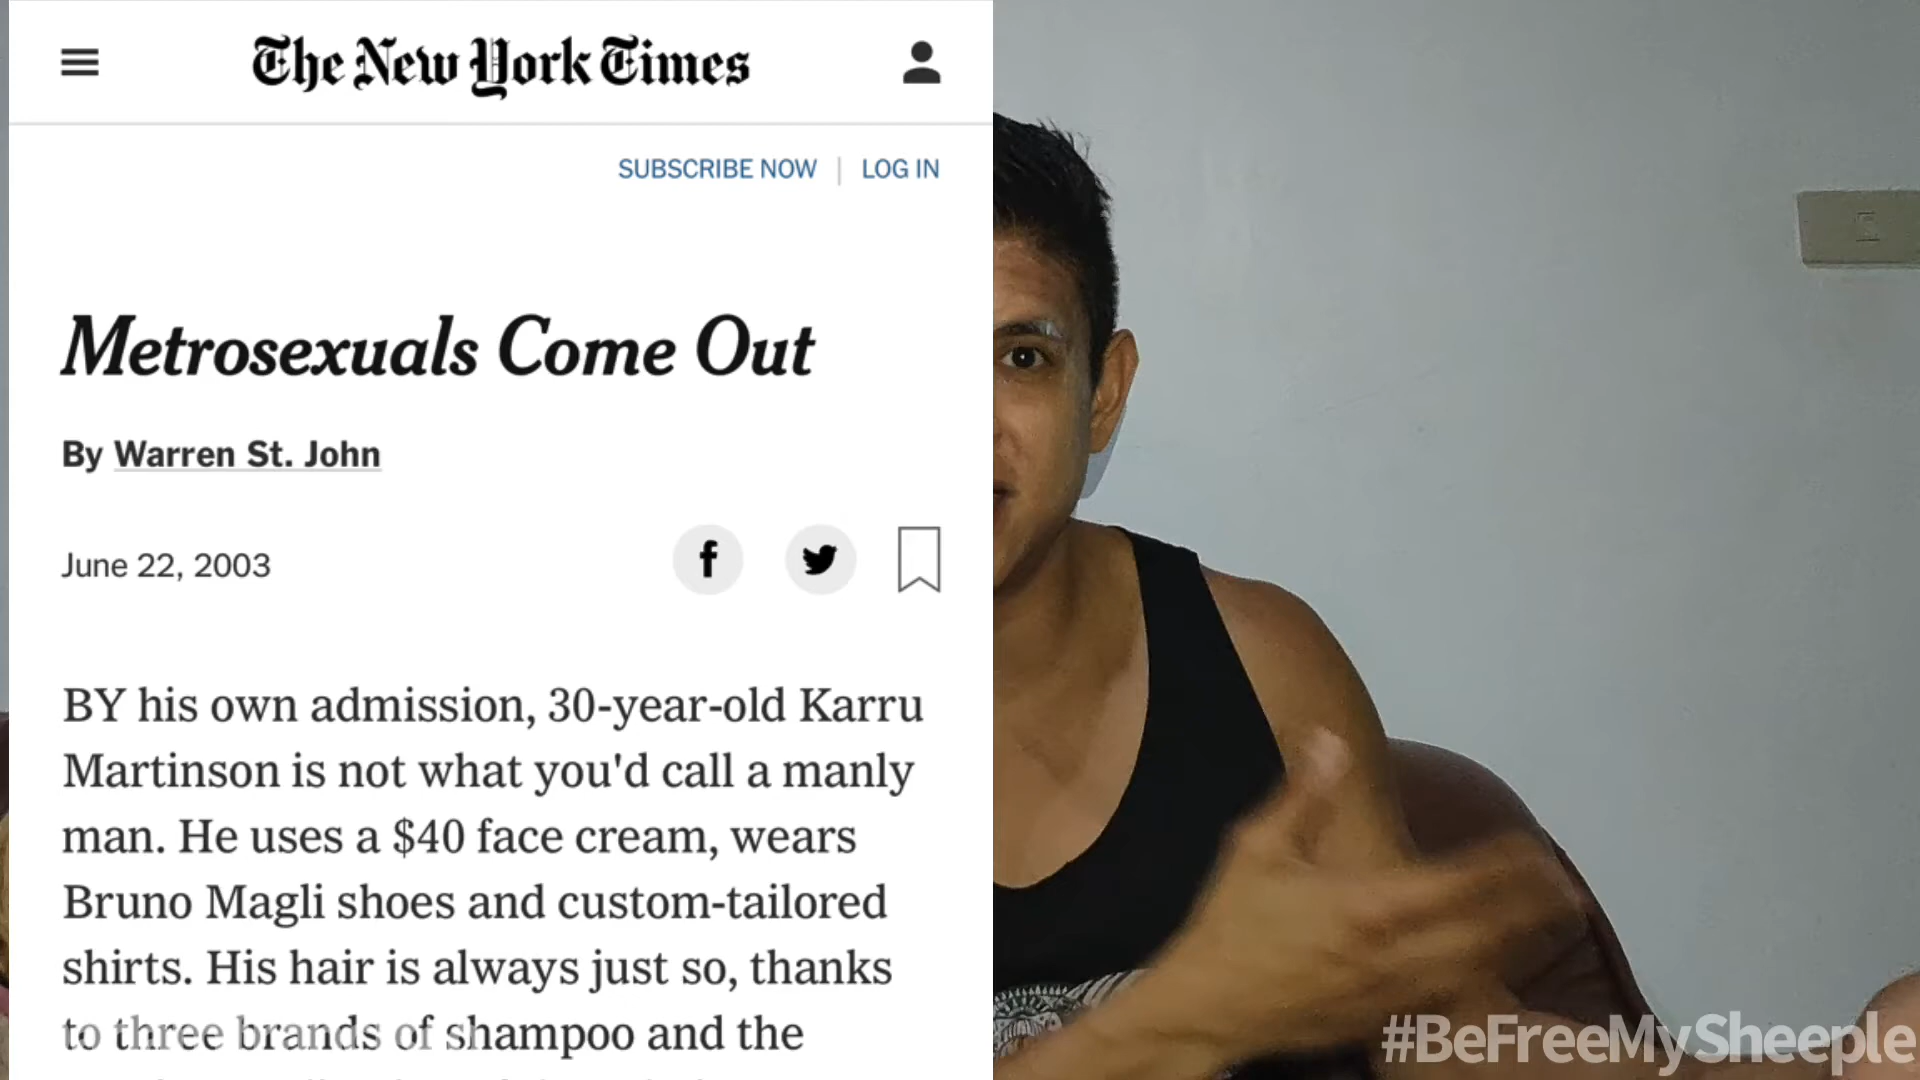 The New York Times
SUBSCRIBE NOW | LOG IN
Metrosexuals Come Out
By Warren St. John
June 22, 2003
BY his own admission, 30-year-old Karru
Martinson is not what you'd call a manly
man. He uses a $40 face cream, wears
Bruno Magli shoes and custom-tailored
shirts. His hair is always just so, thanks
to three brands of shampoo and the
#BeFreeMySheeple